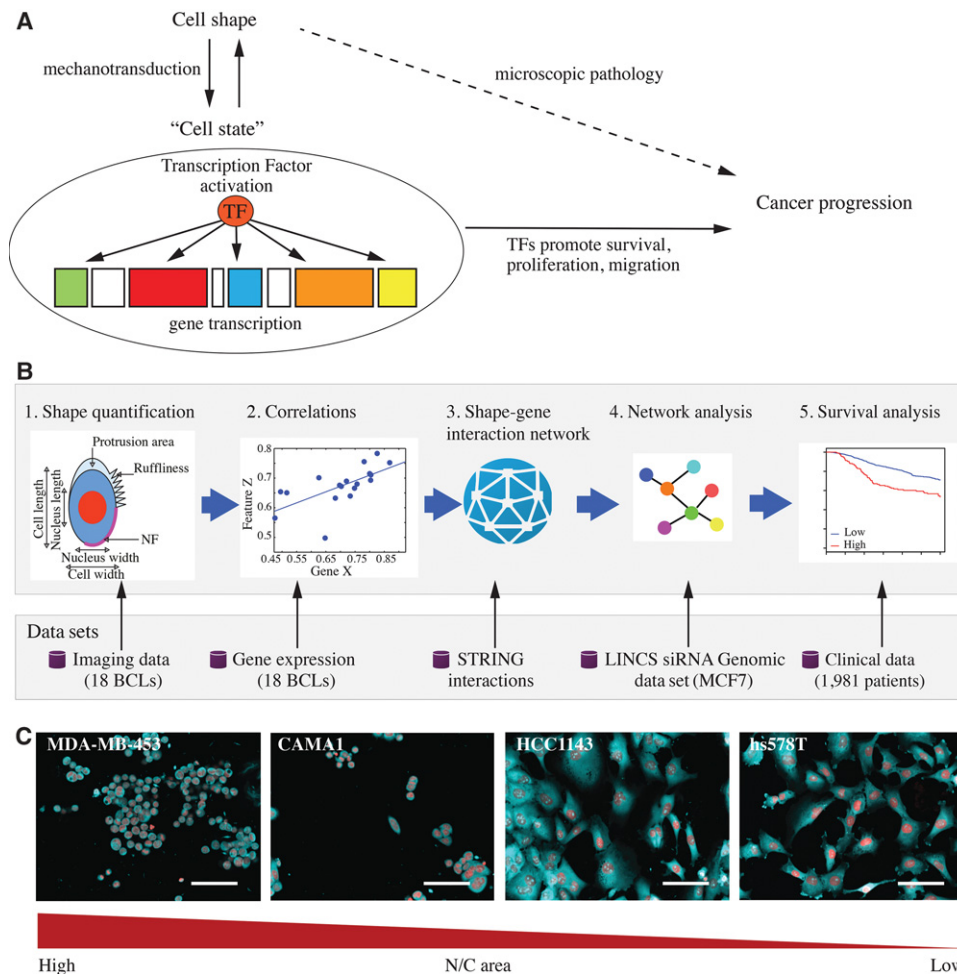 A
Cell shape
mechanotransduction
microscopic pathology
“Cell state”
Transcription Factor
activation
TF
gene transcription
Cancer progression
TFs promote survival,
proliferation, migration
B
1. Shape quantification
Protrusion area
Ruffliness
Cell length
Nucleus length
NF
Nucleus width
Cell width
2. Correlations
Feature Z
0.8
0.7
0.6
0.5
0.45 0.55 0.65 0.75 0.85
Gene X
3. Shape-gene
interaction network
4. Network analysis
5. Survival analysis
Low
High
Data sets
Imaging data
(18 BCLs)
Gene expression
(18 BCLs)
STRING
interactions
LINCS siRNA Genomic
data set (MCF7)
Clinical data
(1,981 patients)
C
MDA-MB-453
CAMA1
HCC1143
hs578T
High
N/C area
Low